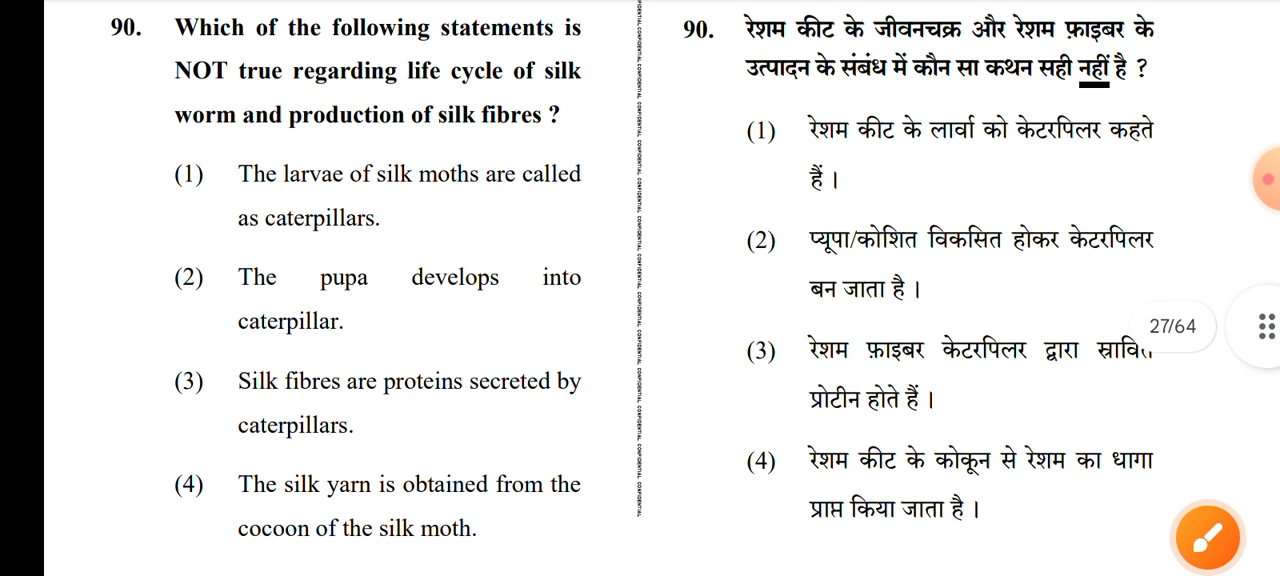 90. Which of the following statements is
NOT true regarding life cycle of silk
worm and production of silk fibres ?
(1) The larvae of silk moths are called
as caterpillars.
(2) The pupa develops into
caterpillar.
(3) Silk fibres are proteins secreted by
caterpillars.
(4) The silk yarn is obtained from the
cocoon of the silk moth.
CONFIDENTIAL CONFIDENTIAL CONFIDENTIAL
90. रेशम कीट के जीवनचक्र और रेशम फ़ाइबर के
उत्पादन के संबंध में कौन सा कथन सही नहीं है ?
(1) रेशम कीट के लार्वा को केटरपिलर कहते
हैं ।
(2) प्यूपा/कोशित विकसित होकर केटरपिलर
बन जाता है ।
(3) रेशम फ़ाइबर केटरपिलर द्वारा स्रावित
प्रोटीन होते हैं ।
(4) रेशम कीट के कोकून से रेशम का धागा
प्राप्त किया जाता है ।
27/64